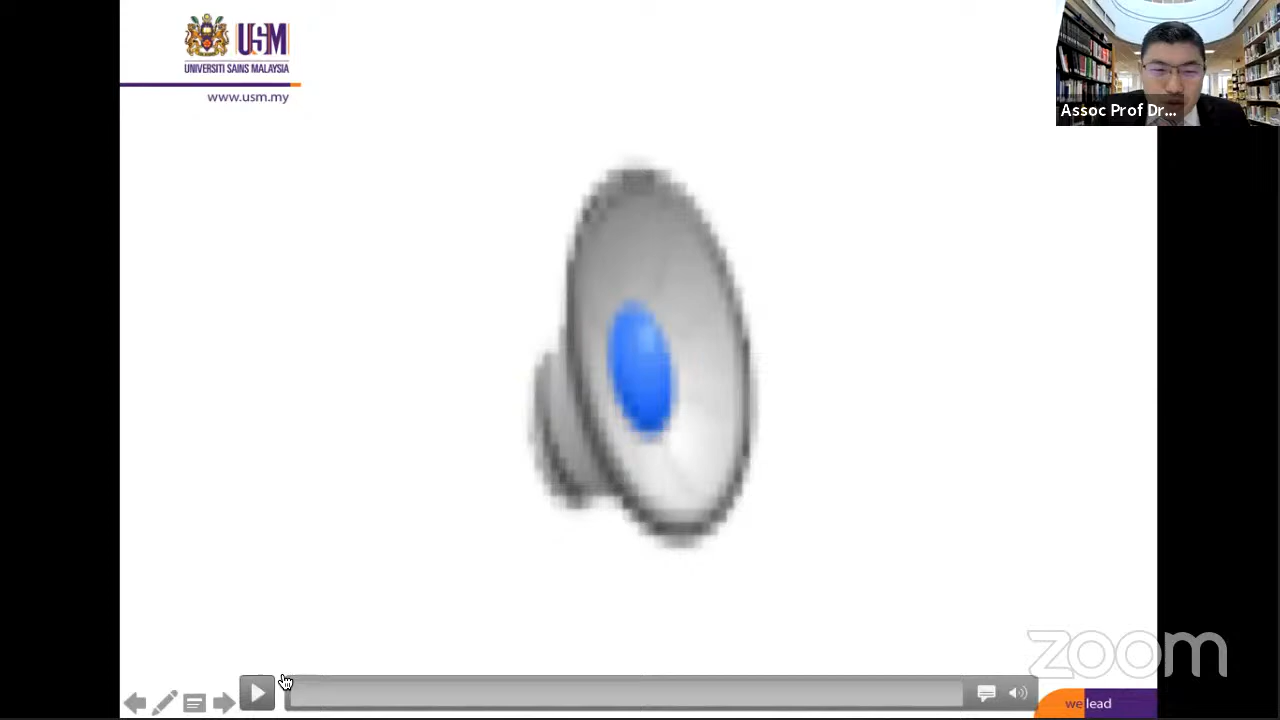 USM
UNIVERSITI SAINS MALAYSIA
www.usm.my
Assoc Prof Dr...
zoom
we lead